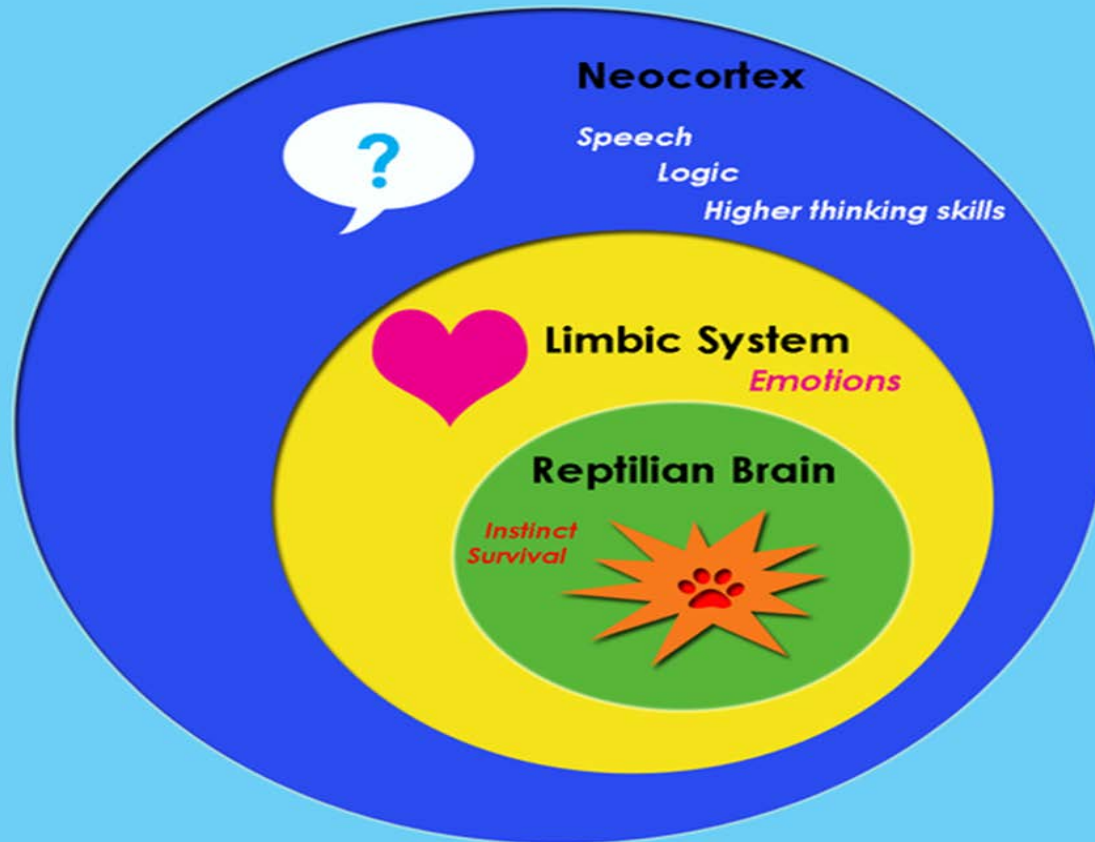 Neocortex
?
Speech
Logic
Higher thinking skills
Limbic System
Emotions
Reptilian Brain
Instinct
Survival